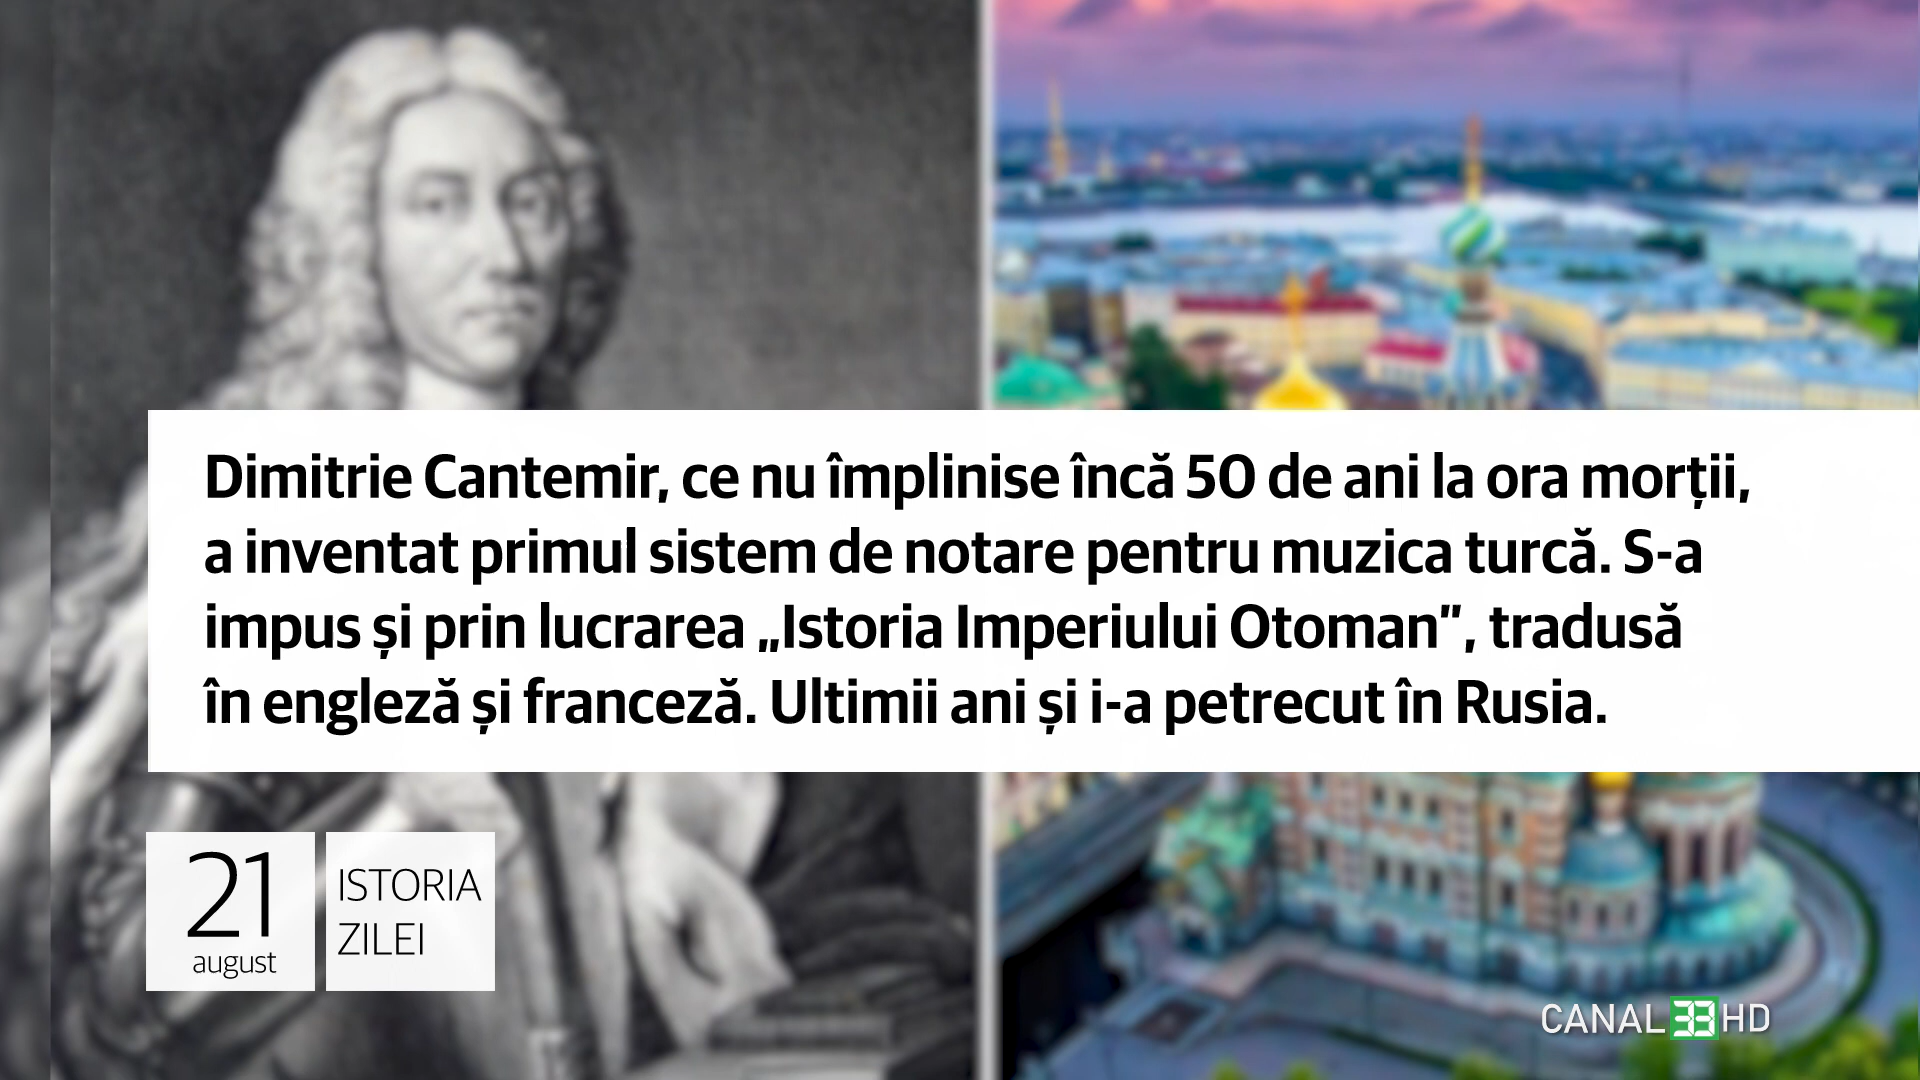 Dimitrie Cantemir, ce nu împlinise încă 50 de ani la ora morții,
a inventat primul sistem de notare pentru muzica turcă. S-a
impus și prin lucrarea „Istoria Imperiului Otoman”, tradusă
în engleză și franceză. Ultimii ani și i-a petrecut în Rusia.
21
august
ISTORIA
ZILEI
CANAL 33 HD